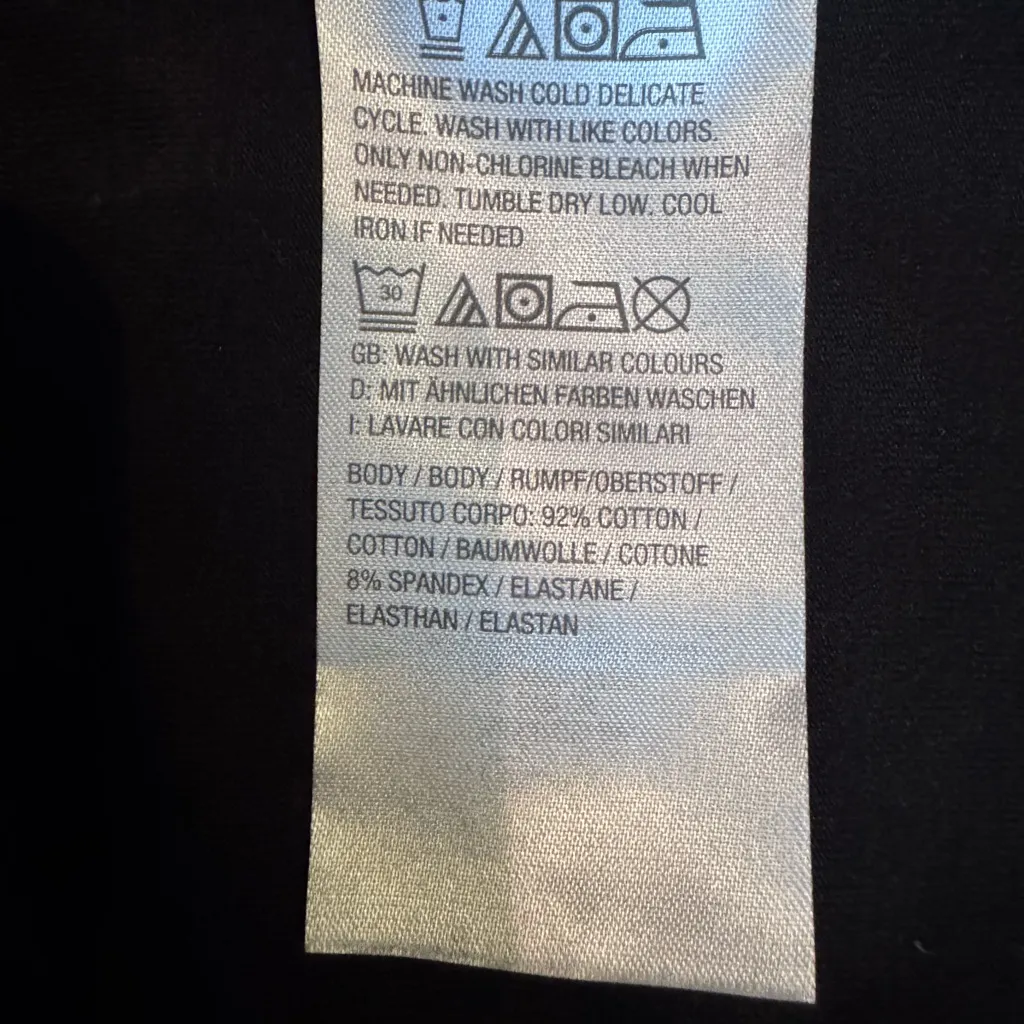 MACHINE WASH COLD DELICATE
CYCLE. WASH WITH LIKE COLORS.
ONLY NON-CHLORINE BLEACH WHEN
NEEDED. TUMBLE DRY LOW. COOL
IRON IF NEEDED
30
GB: WASH WITH SIMILAR COLOURS
D: MIT ÄHNLICHEN FARBEN WASCHEN
I: LAVARE CON COLORI SIMILARI
BODY / BODY / RUMPF/OBERSTOFF /
TESSUTO CORPO: 92% COTTON /
COTTON / BAUMWOLLE / COTONE
8% SPANDEX / ELASTANE /
ELASTHAN / ELASTAN